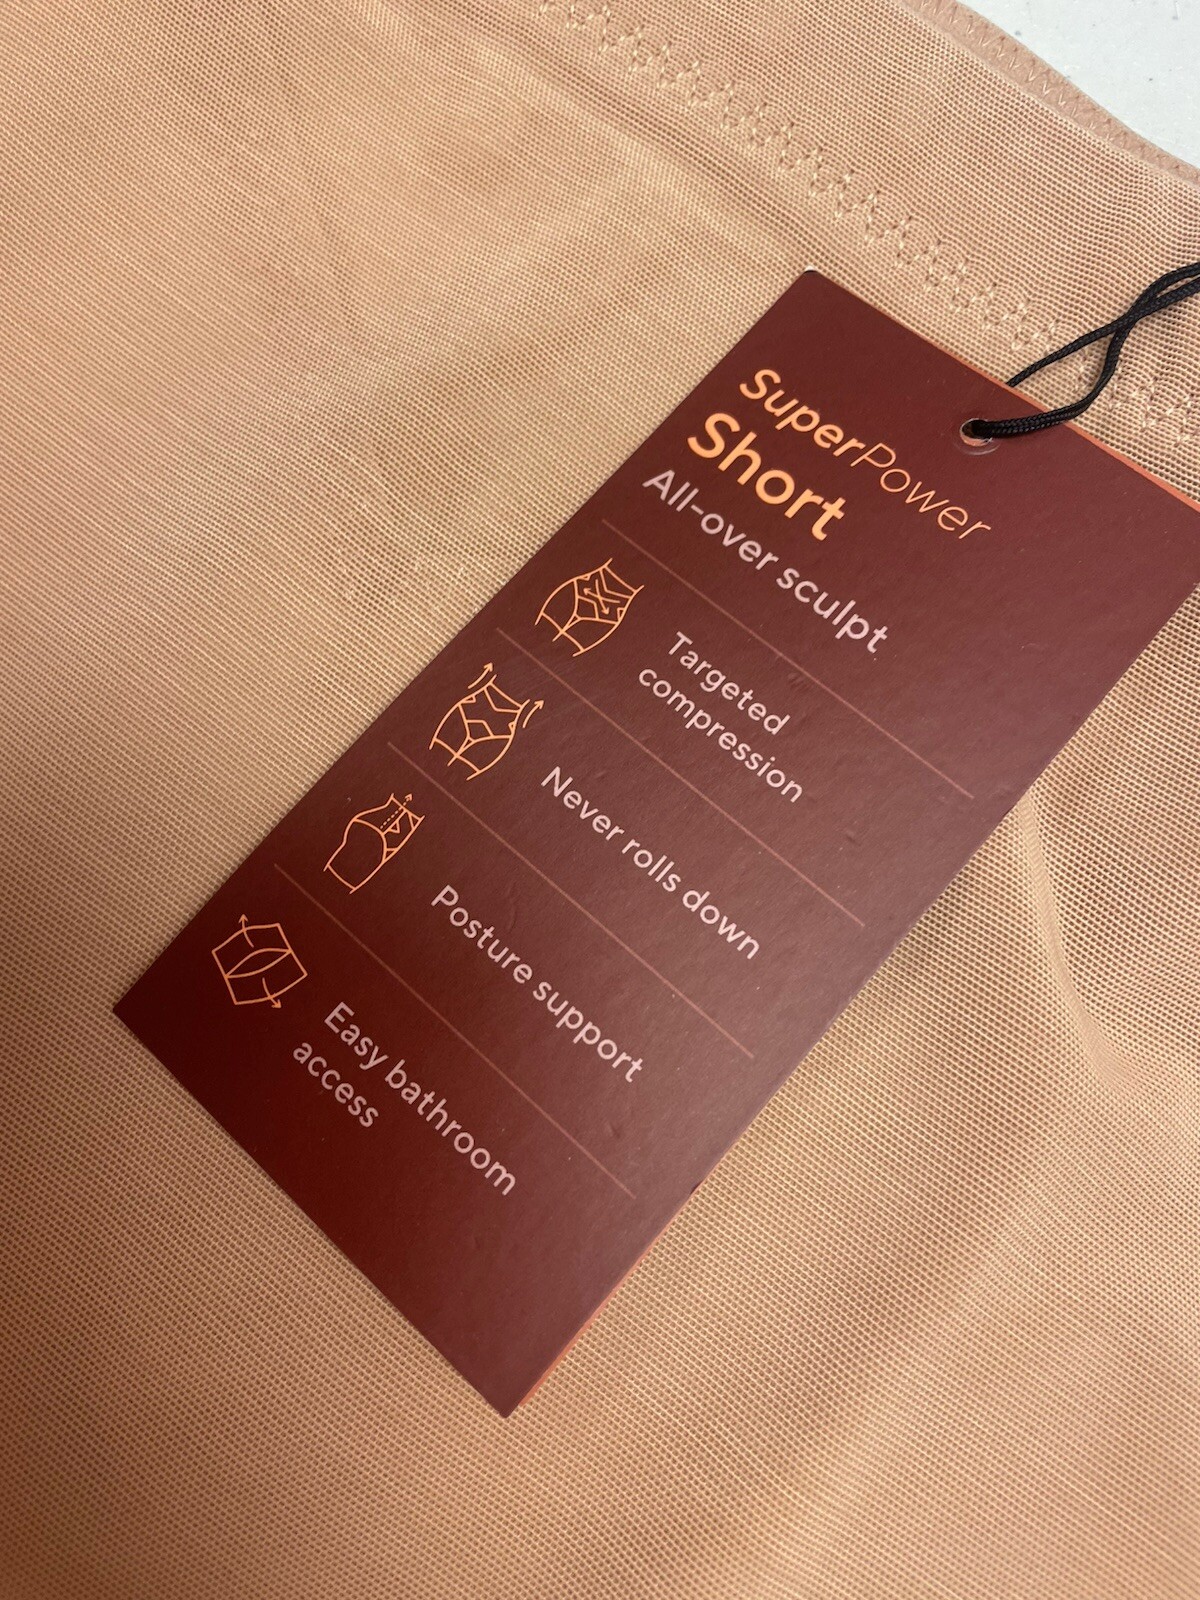 SuperPower
Short
All-over sculpt
Targeted
compression
Never rolls down
Posture support
Easy bathroom
access